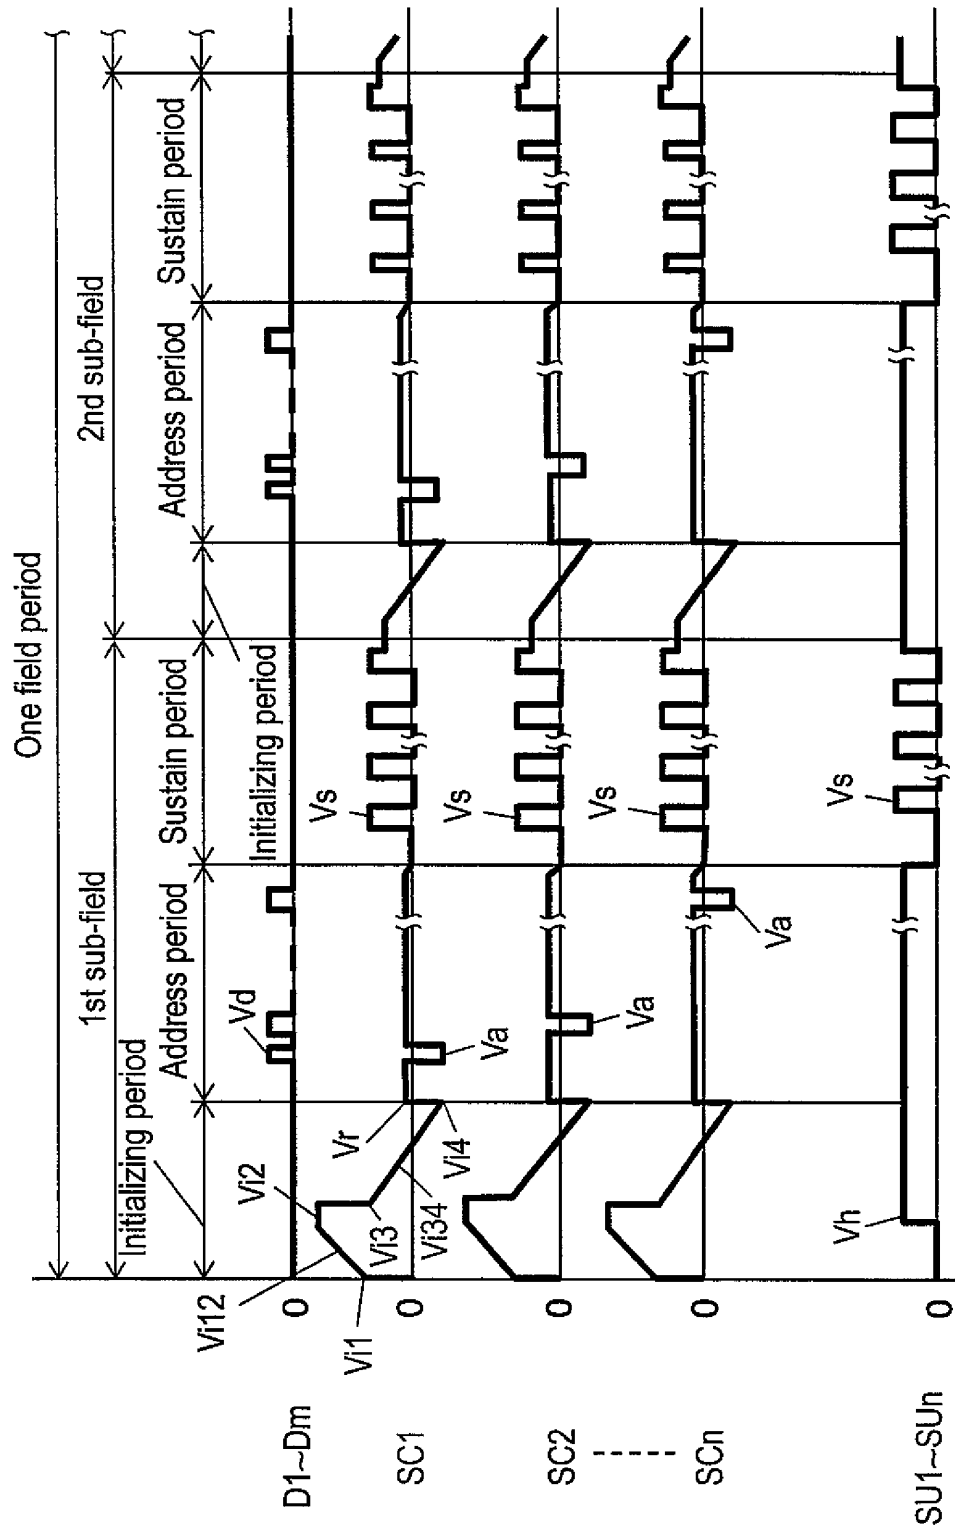 One field period
1st sub-field
2nd sub-field
Initializing period
Address period
Sustain period
Initializing period
Address period
Sustain period
D1~Dm
0
Vd
Vi12
Vi2
Vi1
Vi3
Vi34
Vr
Vi4
SC1
0
Va
Vs
SC2
0
Va
Vs
SCn
0
Va
Vs
SU1~SUn
0
Vh
Vs